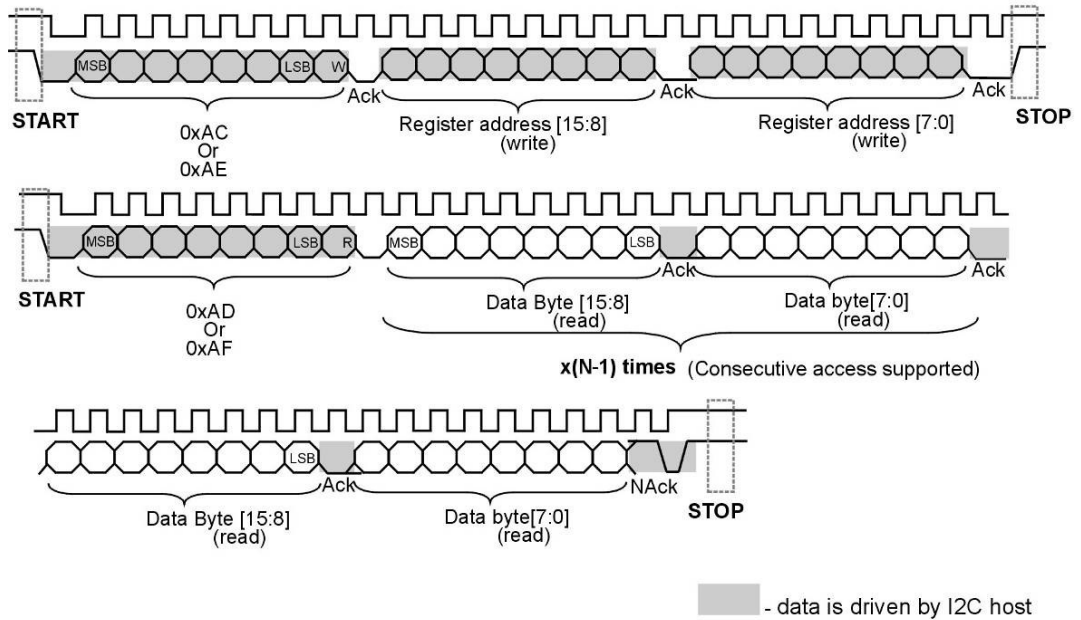 MSB LSB W
Ack Ack Ack
START STOP
0xAC
Or
0xAE
Register address [15:8]
(write)
Register address [7:0]
(write)
MSB LSB R MSB LSB
Ack Ack
START
0xAD
Or
0xAF
Data Byte [15:8]
(read)
Data byte[7:0]
(read)
x(N-1) times (Consecutive access supported)
LSB
Ack NAck
Data Byte [15:8]
(read)
Data byte[7:0]
(read)
STOP
- data is driven by I2C host